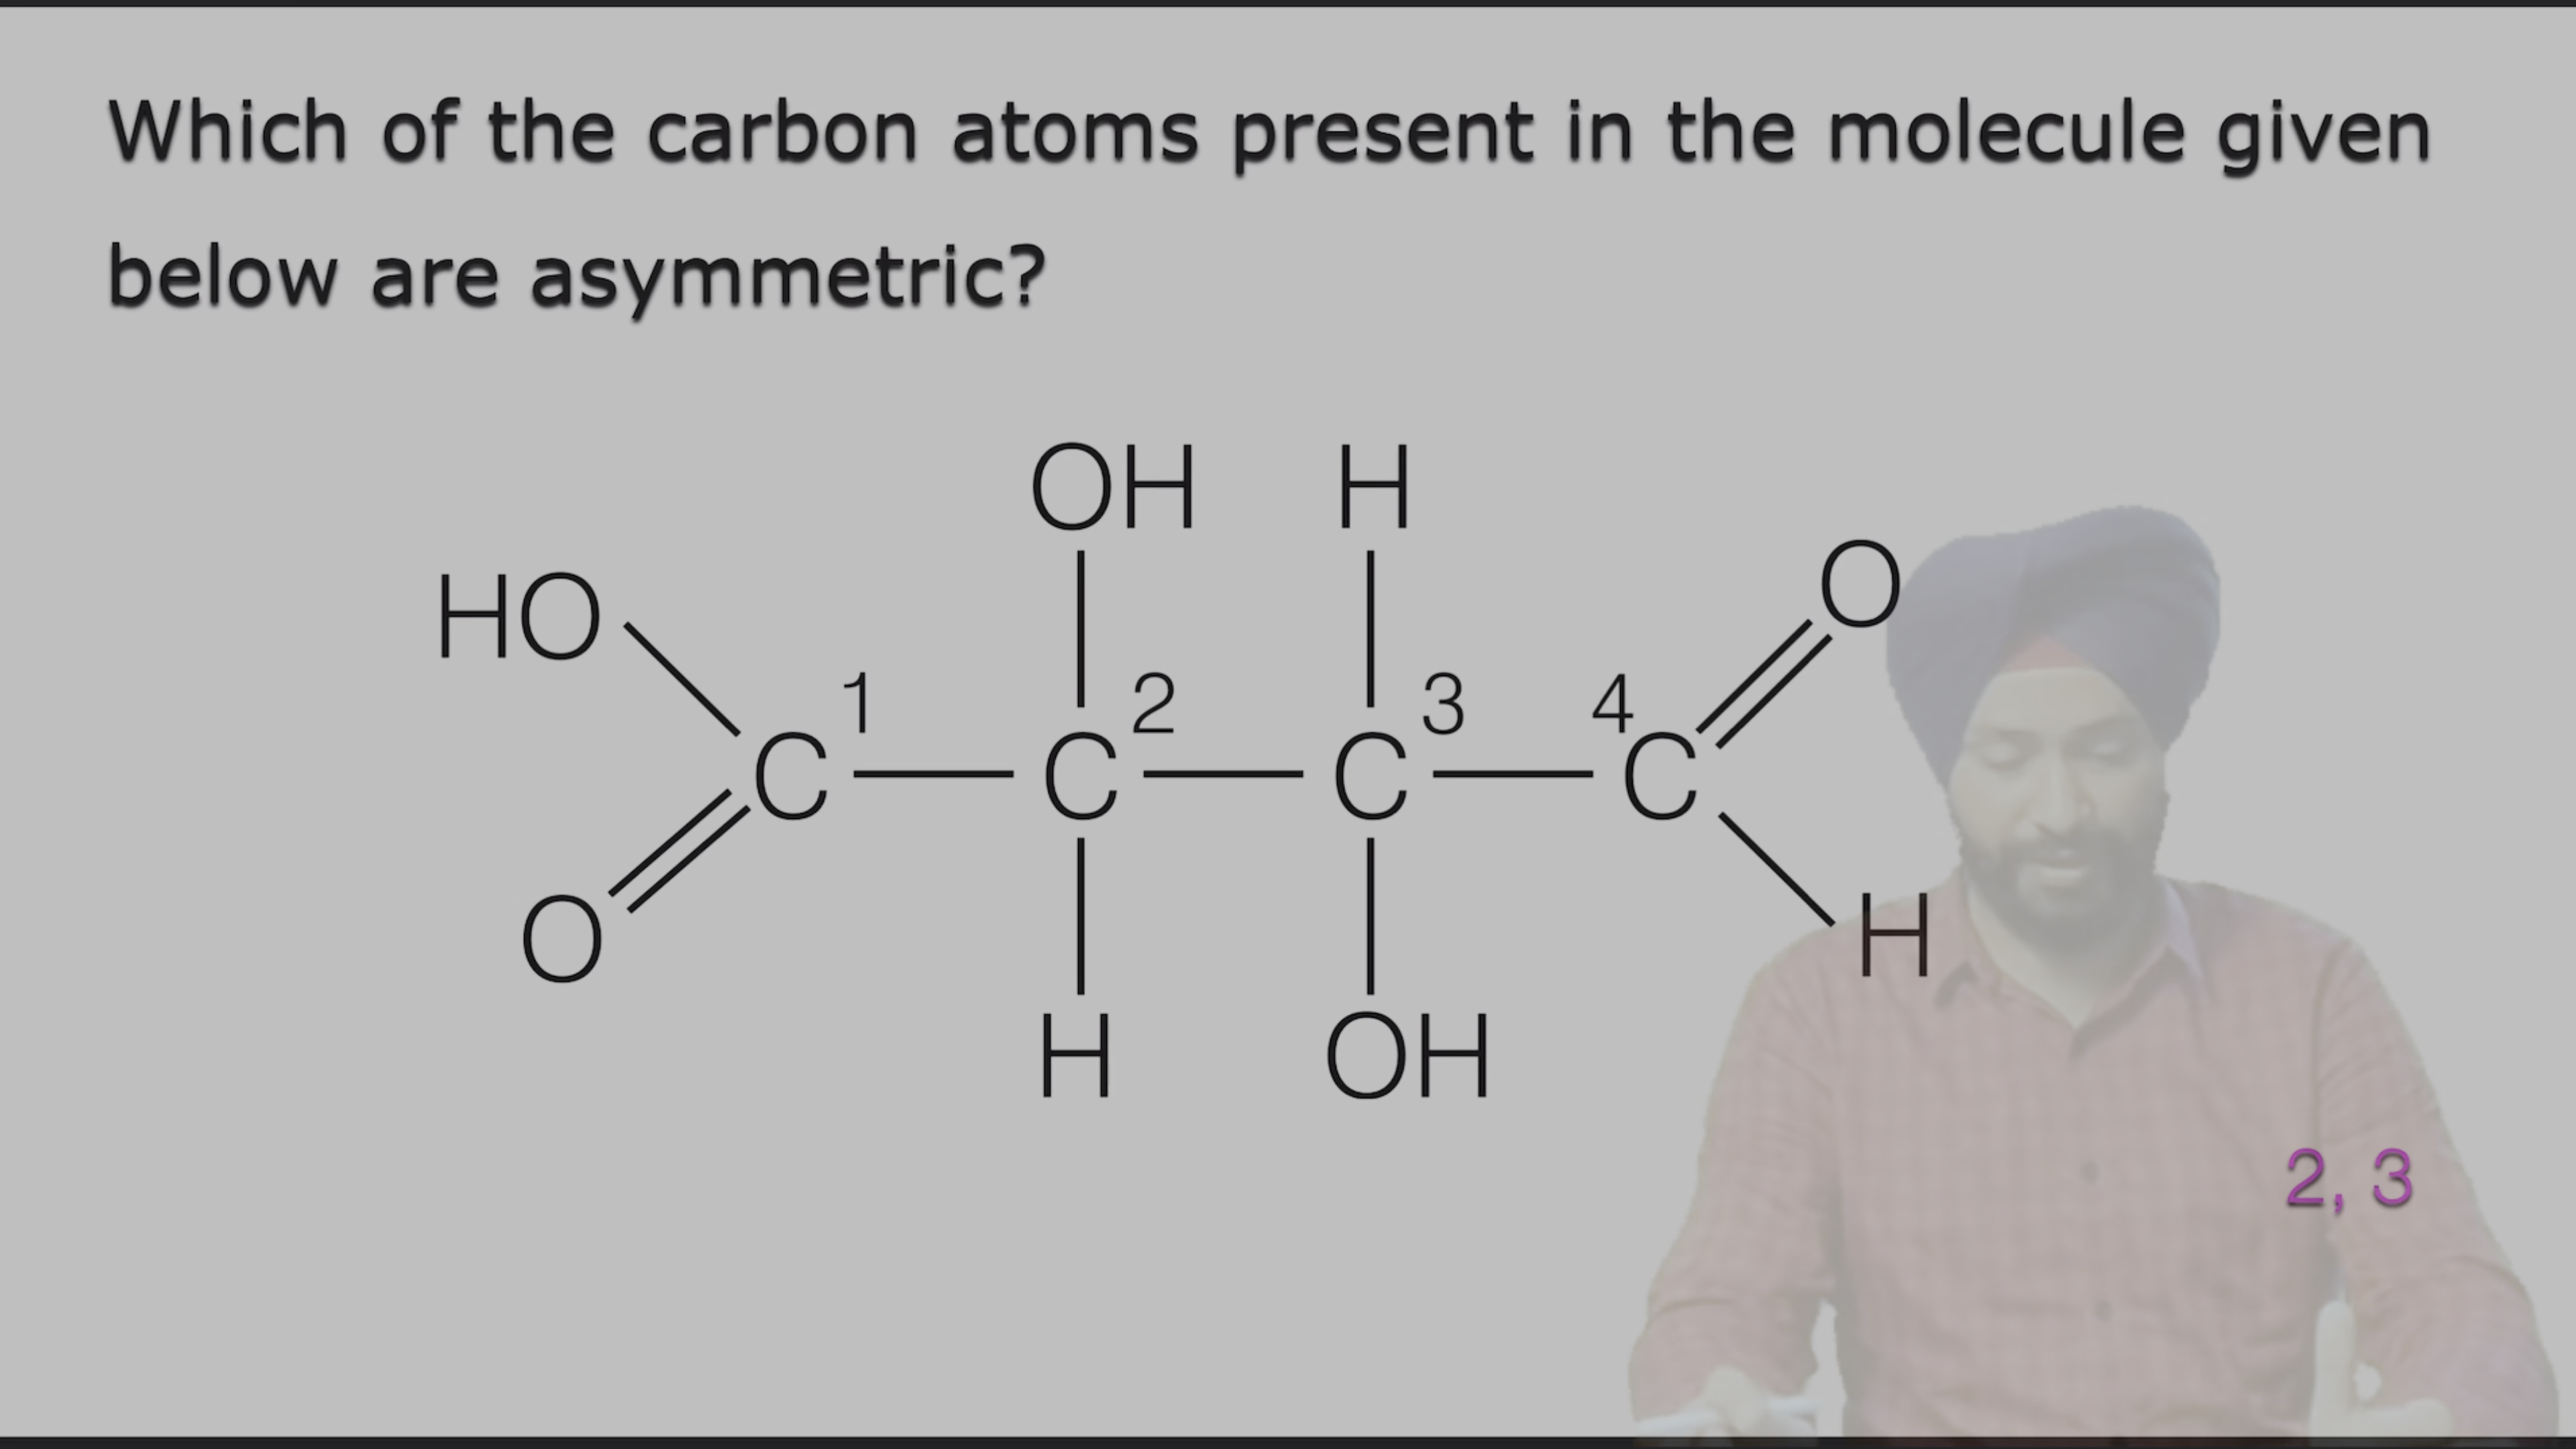 Which of the carbon atoms present in the molecule given
below are asymmetric?
OH H
HO O
1 2 3 4
C C C C
O H
H OH
2, 3